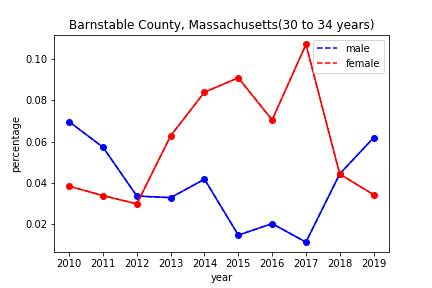 Barnstable County, Massachusetts(30 to 34 years)
male
female
percentage
0.10
0.08
0.06
0.04
0.02
2010 2011 2012 2013 2014 2015 2016 2017 2018 2019
year